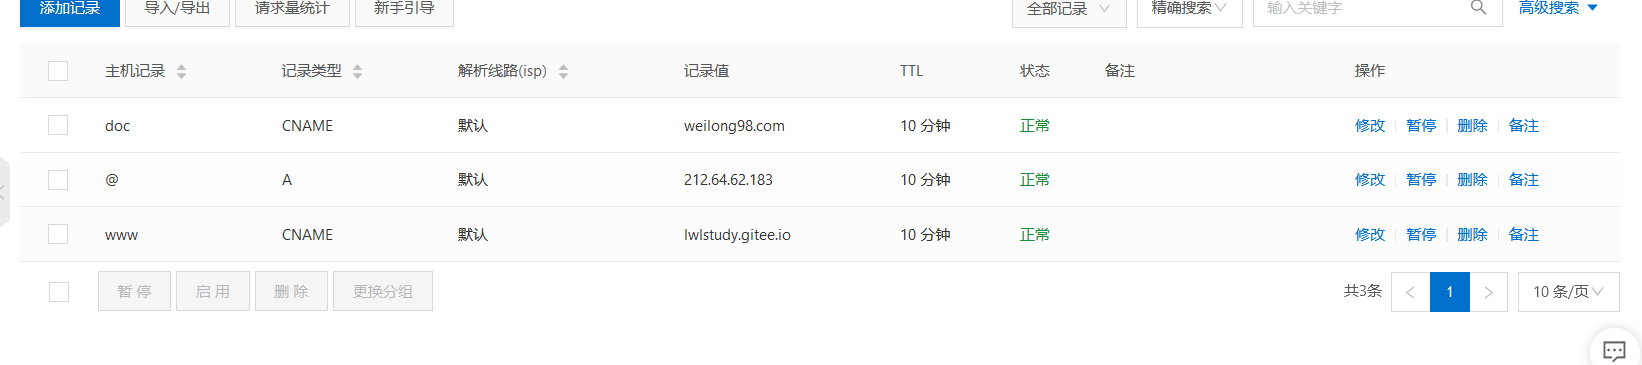 添加记录 导入/导出 请求量统计 新手引导 全部记录 精确搜索 输入关键字 高级搜索
主机记录 记录类型 解析线路(isp) 记录值 TTL 状态 备注 操作
doc CNAME 默认 weilong98.com 10 分钟 正常 修改 暂停 删除 备注
@ A 默认 212.64.62.183 10 分钟 正常 修改 暂停 删除 备注
www CNAME 默认 lwlstudy.gitee.io 10 分钟 正常 修改 暂停 删除 备注
暂 停 启 用 删 除 更换分组 共3条 1 10 条/页